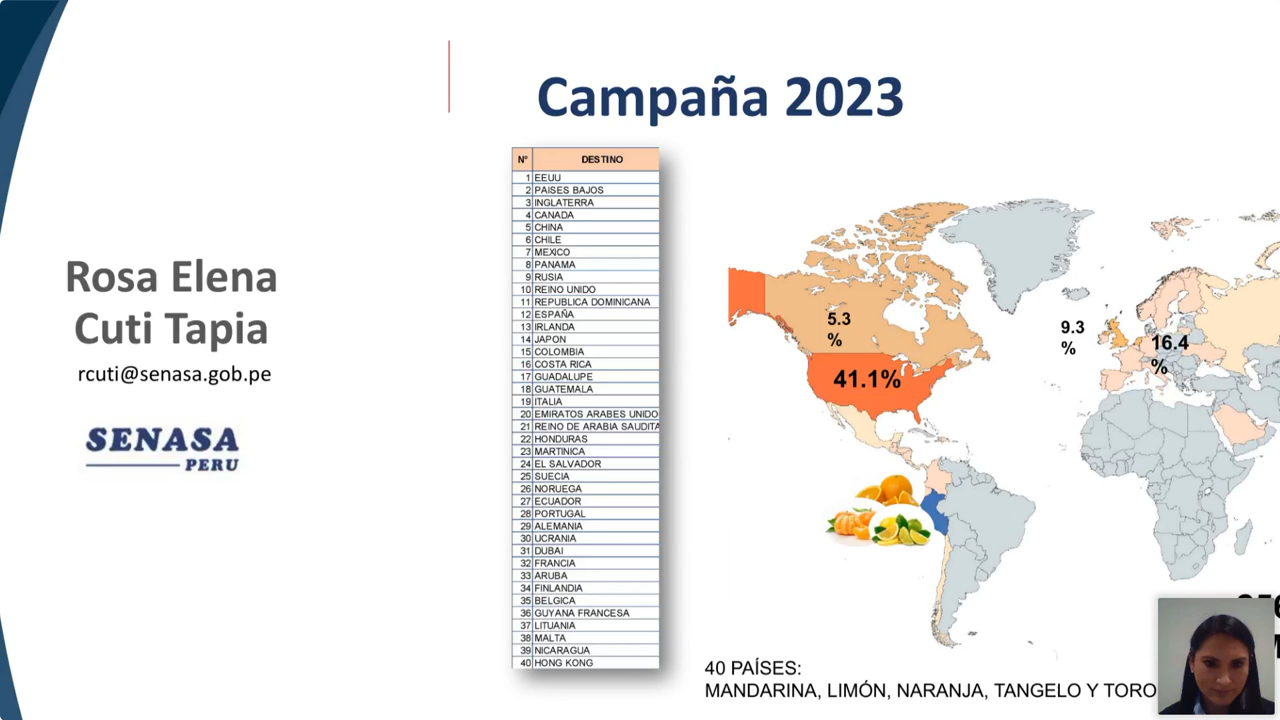 Campaña 2023
Rosa Elena
Cuti Tapia
rcuti@senasa.gob.pe
SENASA
PERU
N° DESTINO
1 EEUU
2 PAISES BAJOS
3 INGLATERRA
4 CANADA
5 CHINA
6 CHILE
7 MEXICO
8 PANAMA
9 RUSIA
10 REINO UNIDO
11 REPUBLICA DOMINICANA
12 ESPAÑA
13 IRLANDA
14 JAPON
15 COLOMBIA
16 COSTA RICA
17 GUADALUPE
18 GUATEMALA
19 ITALIA
20 EMIRATOS ARABES UNIDO
21 REINO DE ARABIA SAUDITA
22 HONDURAS
23 MARTINICA
24 EL SALVADOR
25 SUECIA
26 NORUEGA
27 ECUADOR
28 PORTUGAL
29 ALEMANIA
30 UCRANIA
31 DUBAI
32 FRANCIA
33 ARUBA
34 FINLANDIA
35 BELGICA
36 GUYANA FRANCESA
37 LITUANIA
38 MALTA
39 NICARAGUA
40 HONG KONG
5.3
%
41.1%
9.3
%
16.4
%
40 PAÍSES:
MANDARINA, LIMÓN, NARANJA, TANGELO Y TORO